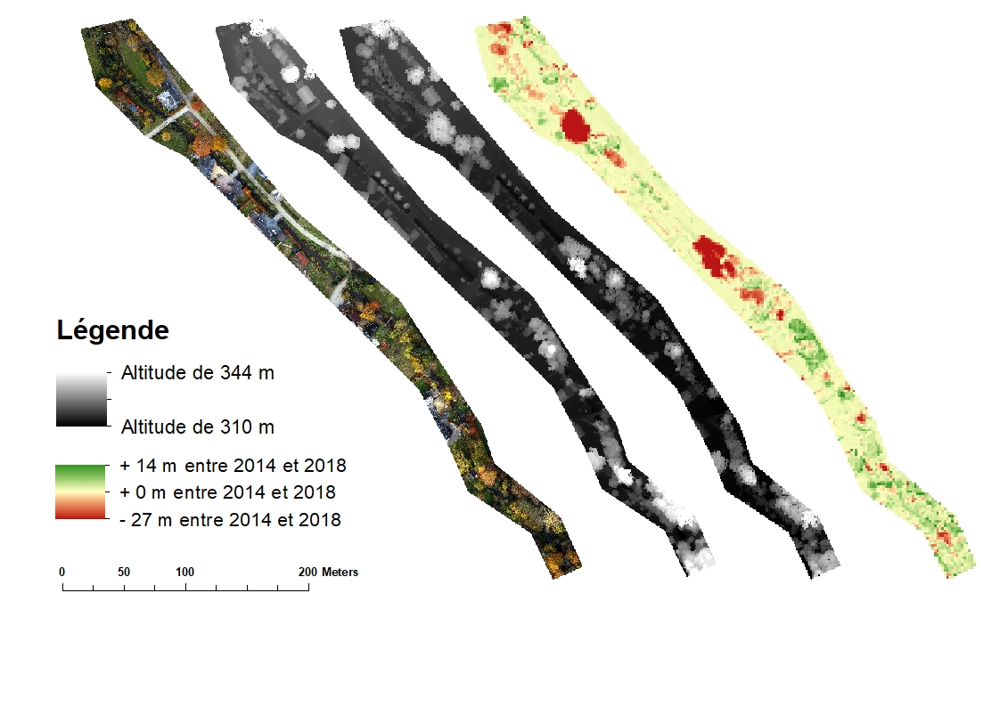 Légende
Altitude de 344 m
Altitude de 310 m
+ 14 m entre 2014 et 2018
+ 0 m entre 2014 et 2018
- 27 m entre 2014 et 2018
0 50 100 200 Meters